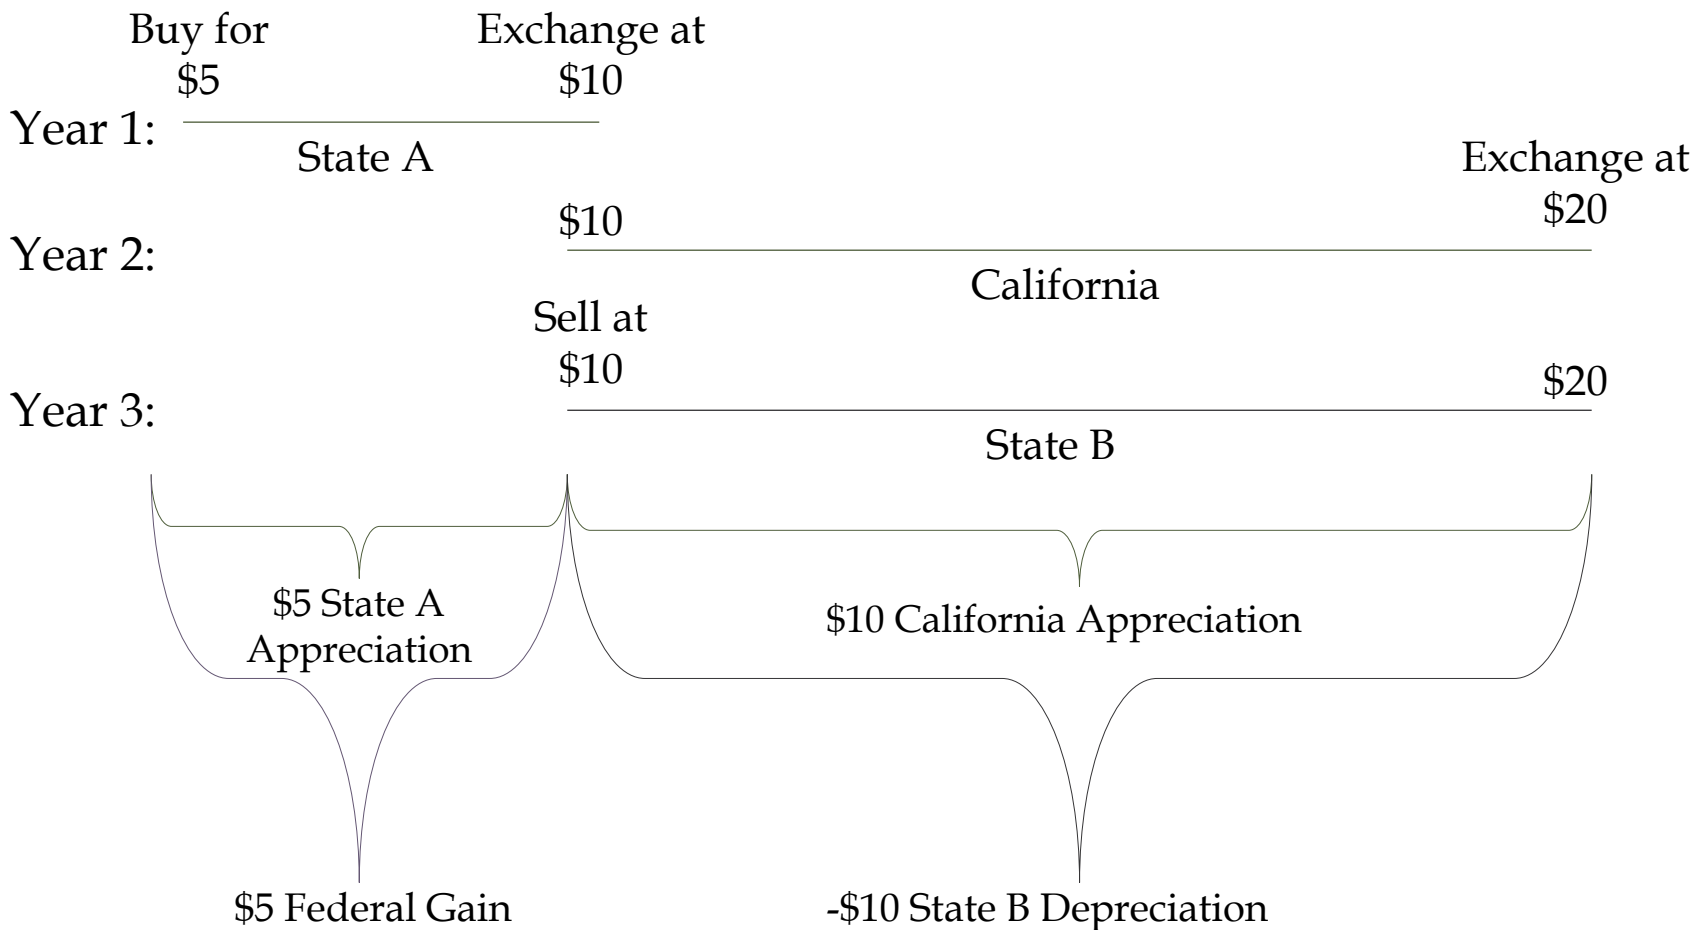 Buy for
$5
Exchange at
$10
Year 1:
State A
Exchange at
$20
$10
Year 2:
California
Sell at
$10
$20
Year 3:
State B
$5 State A
Appreciation
$10 California Appreciation
$5 Federal Gain
-$10 State B Depreciation